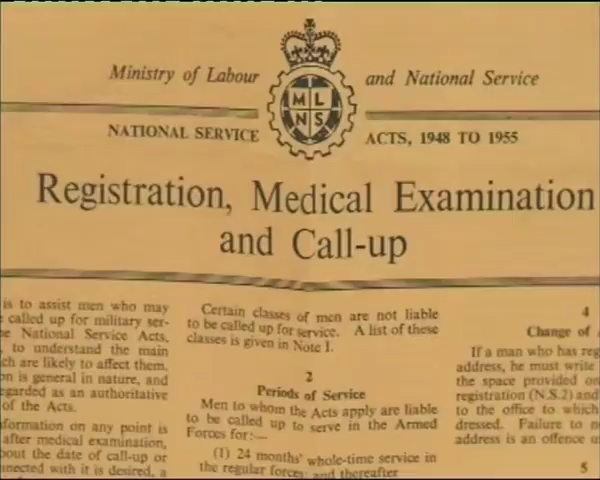 Ministry of Labour and National Service
M L
N S
NATIONAL SERVICE ACTS, 1948 TO 1955
Registration, Medical Examination
and Call-up
is to assist men who may
called up for military ser-
National Service Acts,
to understand the main
are likely to affect them.
is general in nature, and
regarded as an authoritative
of the Acts.
on any point is
after medical examination,
about the date of call-up or
with it is desired, a
Certain classes of men are not liable
to be called up for service. A list of these
classes is given in Note I.
2
Periods of Service
Men to whom the Acts apply are liable
to be called up to serve in the Armed
Forces for:—
(1) 24 months' whole-time service in
the regular forces; and thereafter
4
Change of
If a man who has
address, he must write
the space provided on
registration (N.S.2) and
to the office to which
dressed. Failure to
address is an offence
5